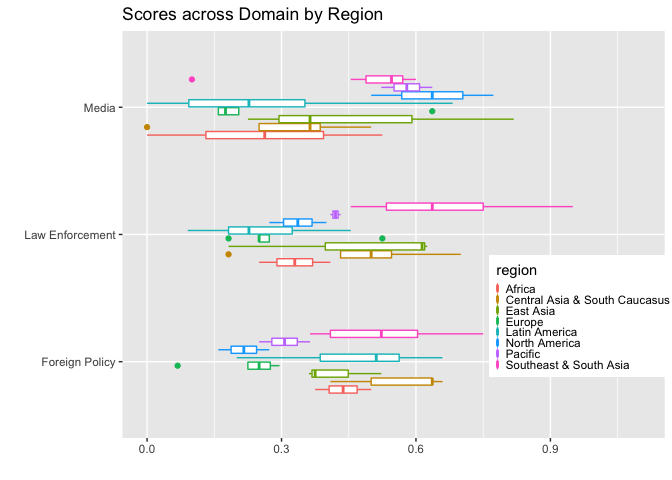 Scores across Domain by Region
Media
Law Enforcement
Foreign Policy
region
Africa
Central Asia & South Caucasus
East Asia
Europe
Latin America
North America
Pacific
Southeast & South Asia
0.0 0.3 0.6 0.9